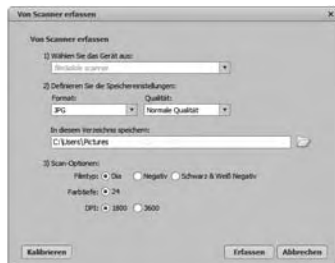 Von Scanner erfassen
Von Scanner erfassen
1) Wählen Sie das Gerät aus:
scanner
2) Definieren Sie die Speichereinstellungen:
Format: Qualität:
JPG Normale Qualität
In diesem Verzeichnis speichern:
C:\Users\Pictures
3) Scan-Optionen:
Filmtyp: Dia Negativ Schwarz & Weiß Negativ
Farbtiefe: 24
DPI: 1800 3600
Kalibrieren Erfassen Abbrechen